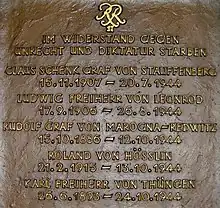 IM WIDERSTAND GEGEN
UNRECHT UND DIKTATUR STARBEN
CLAUS SCHENK GRAF VON STAUFFENBERG
15.11.1907 – 20.7.1944
LUDWIG FREIHERR VON LEONROD
17.9.1906 – 26.8.1944
RUDOLF GRAF VON MAROGNA-REDWITZ
15.10.1886 – 12.10.1944
ROLAND VON HÖSSLIN
21.2.1915 – 13.10.1944
KARL FREIHERR VON THÜNGEN
26.6.1893 – 24.10.1944